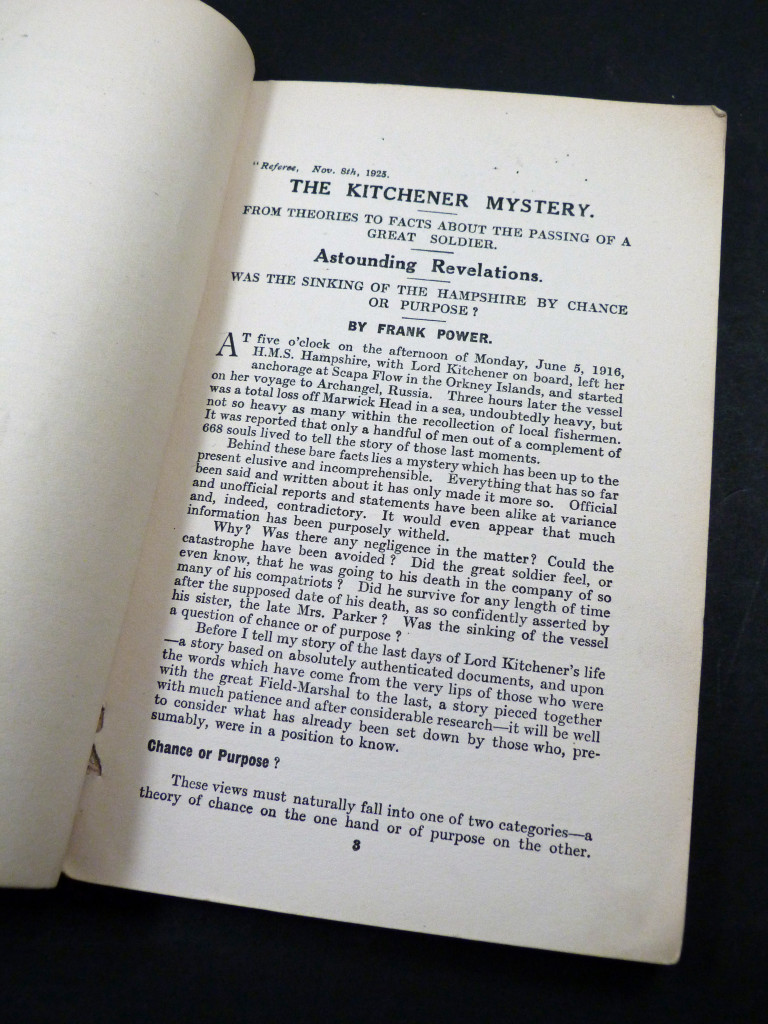 "Referee, Nov. 8th, 1925.
THE KITCHENER MYSTERY.
FROM THEORIES TO FACTS ABOUT THE PASSING OF A
GREAT SOLDIER.
Astounding Revelations.
WAS THE SINKING OF THE HAMPSHIRE BY CHANCE
OR PURPOSE?
BY FRANK POWER.
AT five o'clock on the afternoon of Monday, June 5, 1916,
H.M.S. Hampshire, with Lord Kitchener on board, left her
anchorage at Scapa Flow in the Orkney Islands, and started
on her voyage to Archangel, Russia. Three hours later the vessel
was a total loss off Marwick Head in a sea, undoubtedly heavy, but
not so heavy as many within the recollection of local fishermen.
It was reported that only a handful of men out of a complement of
668 souls lived to tell the story of those last moments.
Behind these bare facts lies a mystery which has been up to the
present elusive and incomprehensible. Everything that has so far
been said and written about it has only made it more so. Official
and unofficial reports and statements have been alike at variance
and, indeed, contradictory. It would even appear that much
information has been purposely witheld.
Why? Was there any negligence in the matter? Could the
catastrophe have been avoided? Did the great soldier feel, or
even know, that he was going to his death in the company of so
many of his compatriots? Did he survive for any length of time
after the supposed date of his death, as so confidently asserted by
his sister, the late Mrs. Parker? Was the sinking of the vessel
a question of chance or of purpose?
Before I tell my story of the last days of Lord Kitchener's life
—a story based on absolutely authenticated documents, and upon
the words which have come from the very lips of those who were
with the great Field-Marshal to the last, a story pieced together
with much patience and after considerable research—it will be well
to consider what has already been set down by those who, pre-
sumably, were in a position to know.
Chance or Purpose?
These views must naturally fall into one of two categories—a
theory of chance on the one hand or of purpose on the other.
3